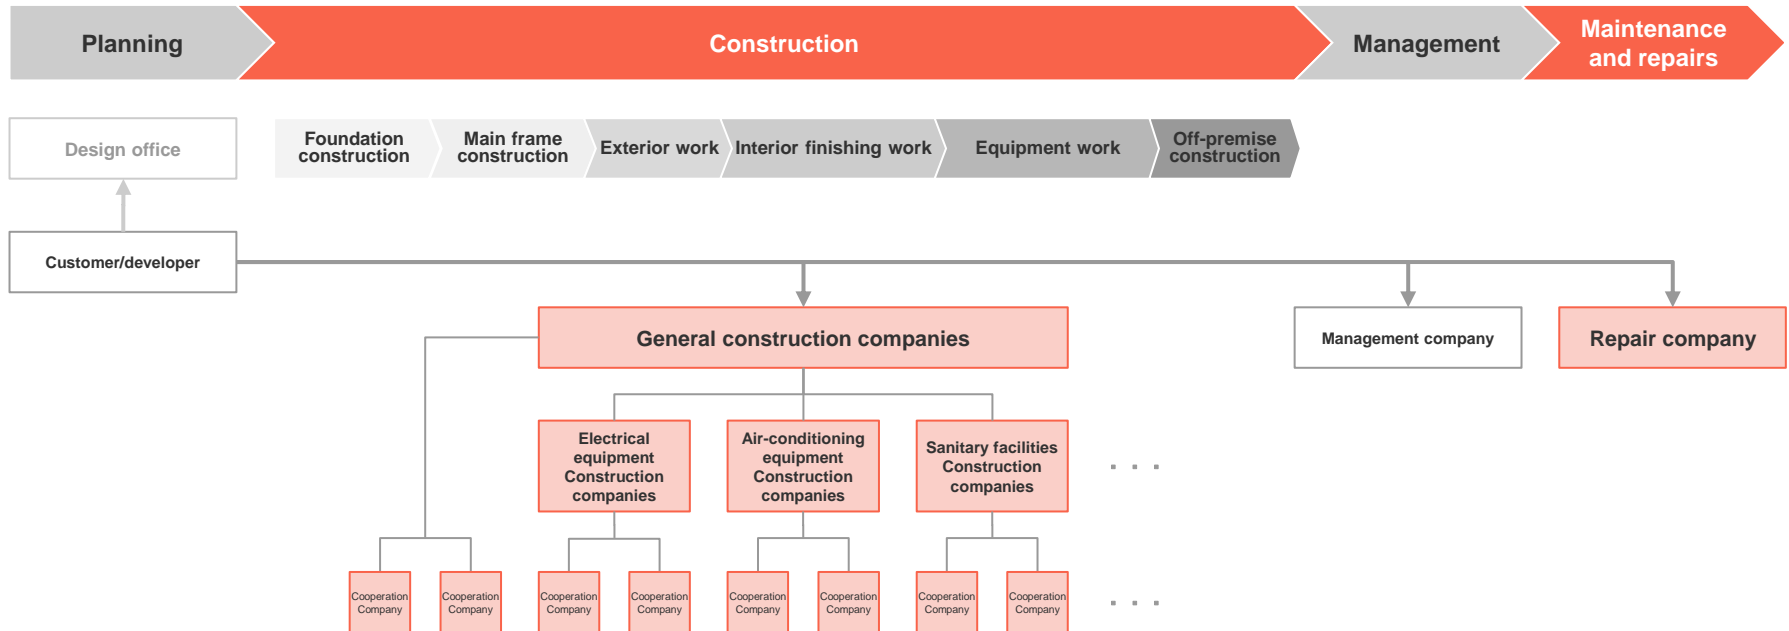 Planning
Construction
Management
Maintenance
and repairs
Design office
Foundation
construction
Main frame
construction
Exterior work
Interior finishing work
Equipment work
Off-premise
construction
Customer/developer
General construction companies
Management company
Repair company
Electrical
equipment
Construction
companies
Air-conditioning
equipment
Construction
companies
Sanitary facilities
Construction
companies
. . .
Cooperation
Company
Cooperation
Company
Cooperation
Company
Cooperation
Company
Cooperation
Company
Cooperation
Company
Cooperation
Company
Cooperation
Company
. . .